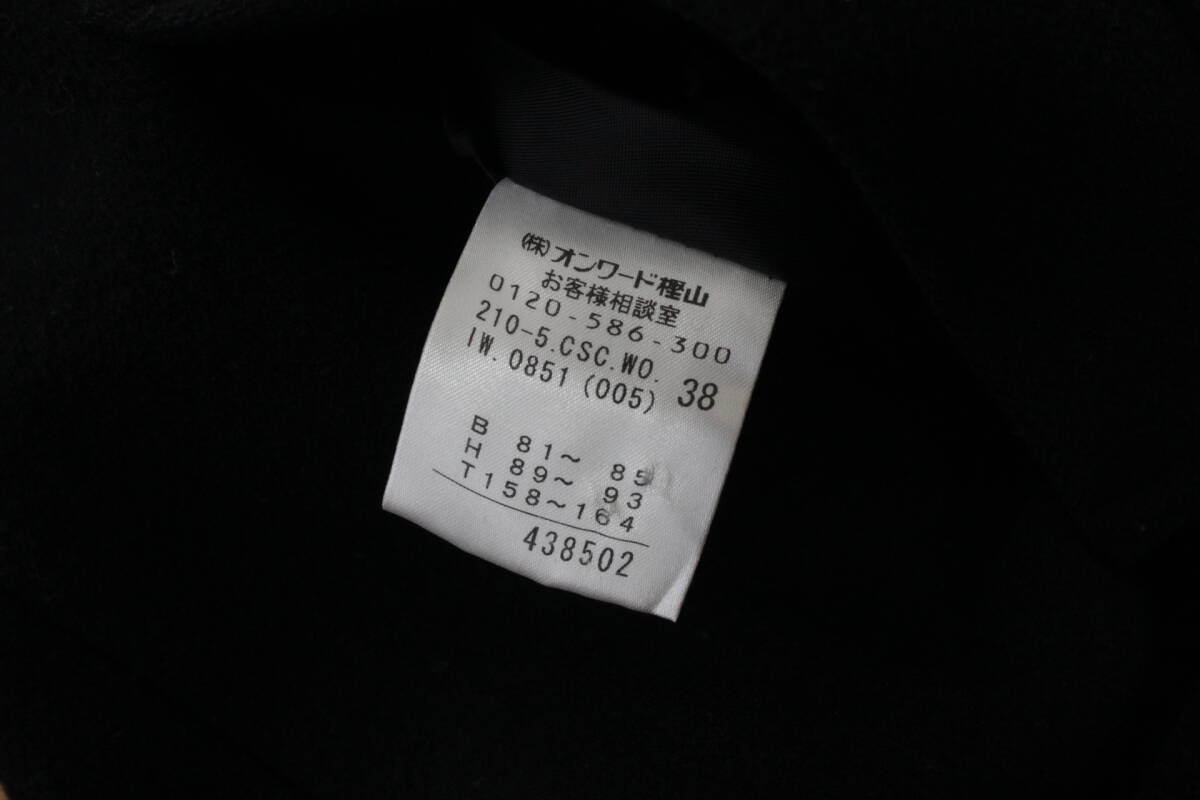 (株)オンワード樫山
お客様相談室
0120-586-300
210-5.CSC.WO.
IW.0851 (005) 38
B 81〜 85
H 89〜 93
T158〜164
438502